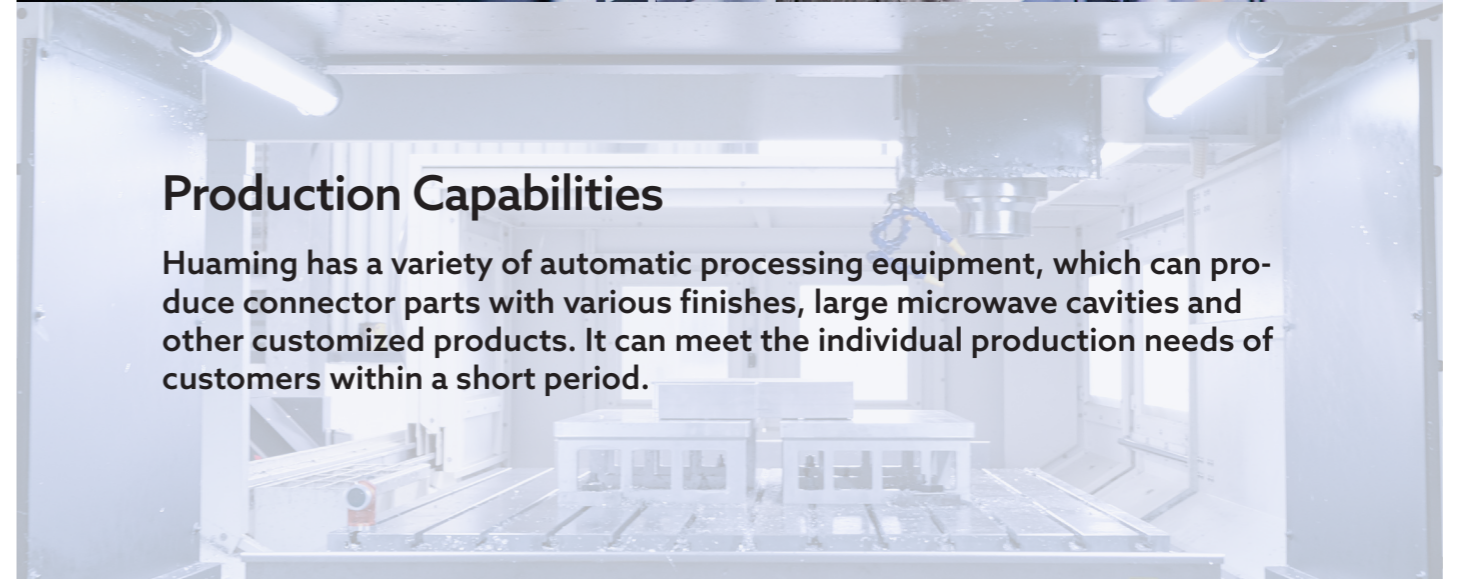 Production Capabilities
Huaming has a variety of automatic processing equipment, which can pro-
duce connector parts with various finishes, large microwave cavities and
other customized products. It can meet the individual production needs of
customers within a short period.